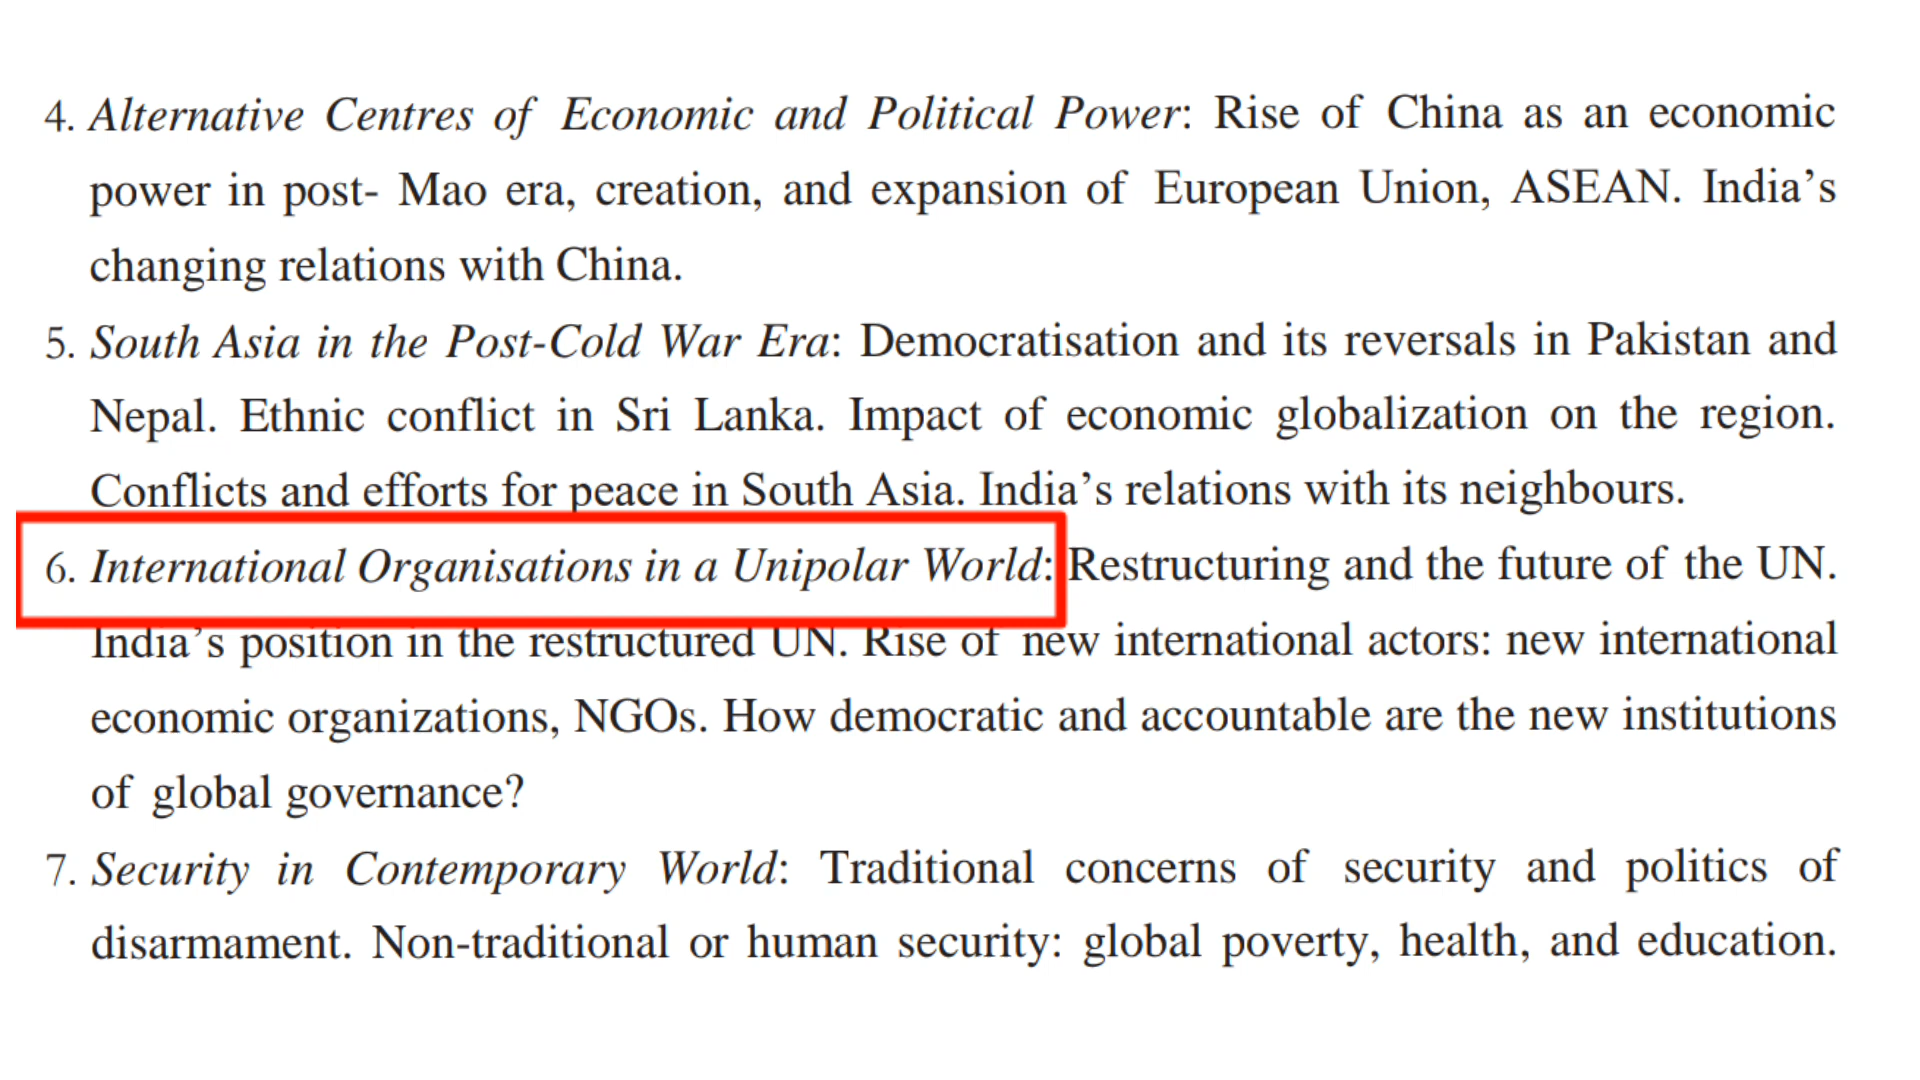 4. Alternative Centres of Economic and Political Power: Rise of China as an economic
power in post- Mao era, creation, and expansion of European Union, ASEAN. India’s
changing relations with China.
5. South Asia in the Post-Cold War Era: Democratisation and its reversals in Pakistan and
Nepal. Ethnic conflict in Sri Lanka. Impact of economic globalization on the region.
Conflicts and efforts for peace in South Asia. India’s relations with its neighbours.
6. International Organisations in a Unipolar World: Restructuring and the future of the UN.
India’s position in the restructured UN. Rise of new international actors: new international
economic organizations, NGOs. How democratic and accountable are the new institutions
of global governance?
7. Security in Contemporary World: Traditional concerns of security and politics of
disarmament. Non-traditional or human security: global poverty, health, and education.